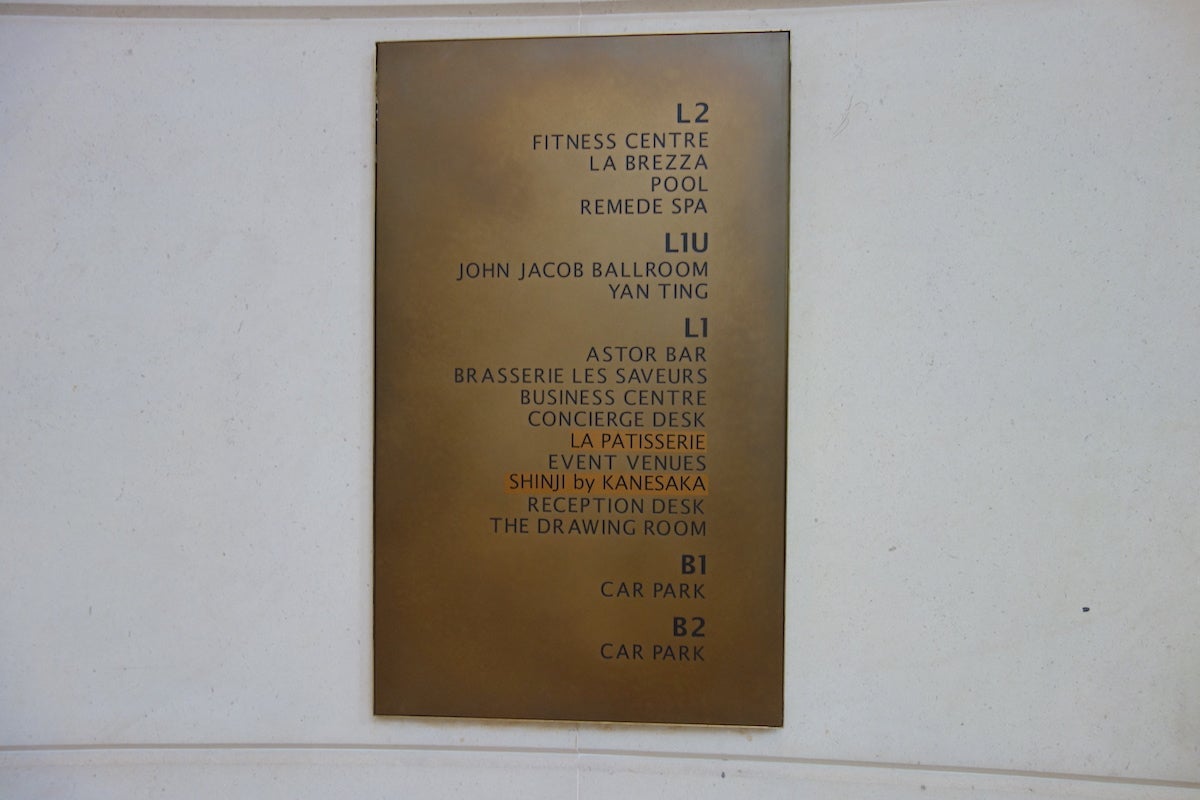 L2
FITNESS CENTRE
LA BREZZA
POOL
REMEDE SPA
L1U
JOHN JACOB BALLROOM
YAN TING
L1
ASTOR BAR
BRASSERIE LES SAVEURS
BUSINESS CENTRE
CONCIERGE DESK
LA PATISSERIE
EVENT VENUES
SHINJI by KANESAKA
RECEPTION DESK
THE DRAWING ROOM
B1
CAR PARK
B2
CAR PARK